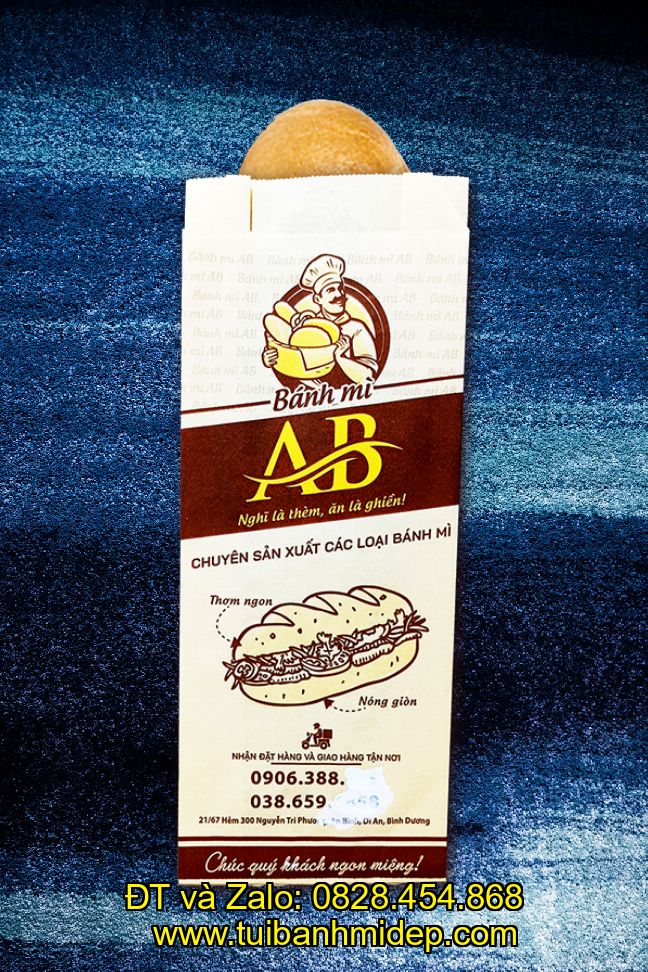 Bánh mì AB
Bánh mì
AB
Nghĩ là thèm, ăn là ghiền!
CHUYÊN SẢN XUẤT CÁC LOẠI BÁNH MÌ
Thơm ngon
Nóng giòn
NHẬN ĐẶT HÀNG VÀ GIAO HÀNG TẬN NƠI
0906.388.
038.659.
21/67 Hẻm 300 Nguyễn Tri Phương, An Bình, Dĩ An, Bình Dương
Chúc quý khách ngon miệng!
ĐT và Zalo: 0828.454.868
www.tuibanhmidep.com